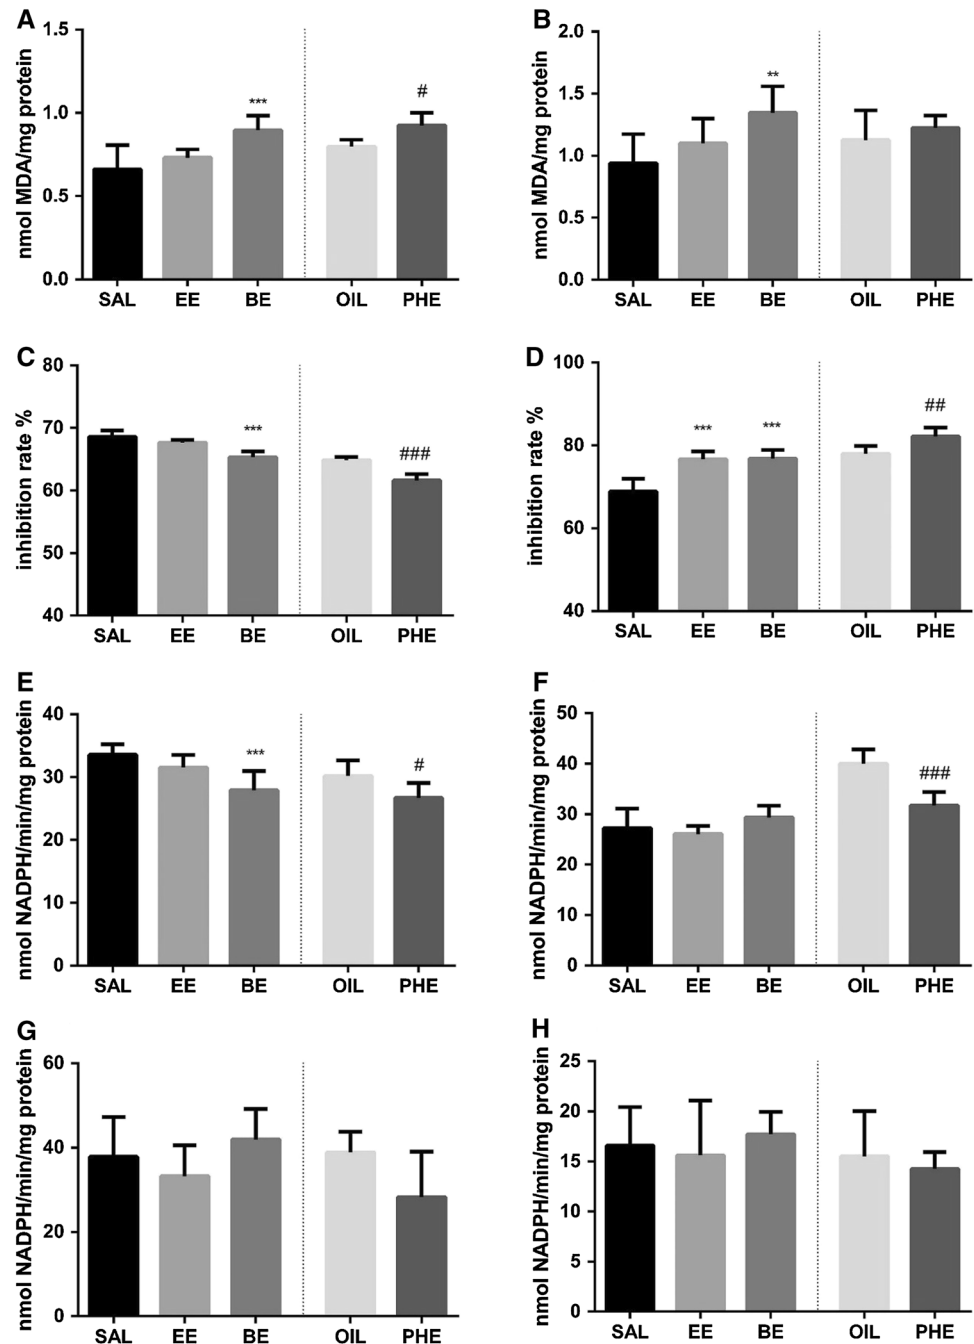 A
nmol MDA/mg protein
1.5
1.0
0.5
0.0
***
#
SAL EE BE OIL PHE
B
nmol MDA/mg protein
2.0
1.5
1.0
0.5
0.0
**
SAL EE BE OIL PHE
C
inhibition rate %
80
70
60
50
40
***
###
SAL EE BE OIL PHE
D
inhibition rate %
100
80
60
40
***
***
##
SAL EE BE OIL PHE
E
nmol NADPH/min/mg protein
40
30
20
10
0
***
#
SAL EE BE OIL PHE
F
nmol NADPH/min/mg protein
50
40
30
20
10
0
###
SAL EE BE OIL PHE
G
nmol NADPH/min/mg protein
60
40
20
0
SAL EE BE OIL PHE
H
nmol NADPH/min/mg protein
25
20
15
10
5
0
SAL EE BE OIL PHE